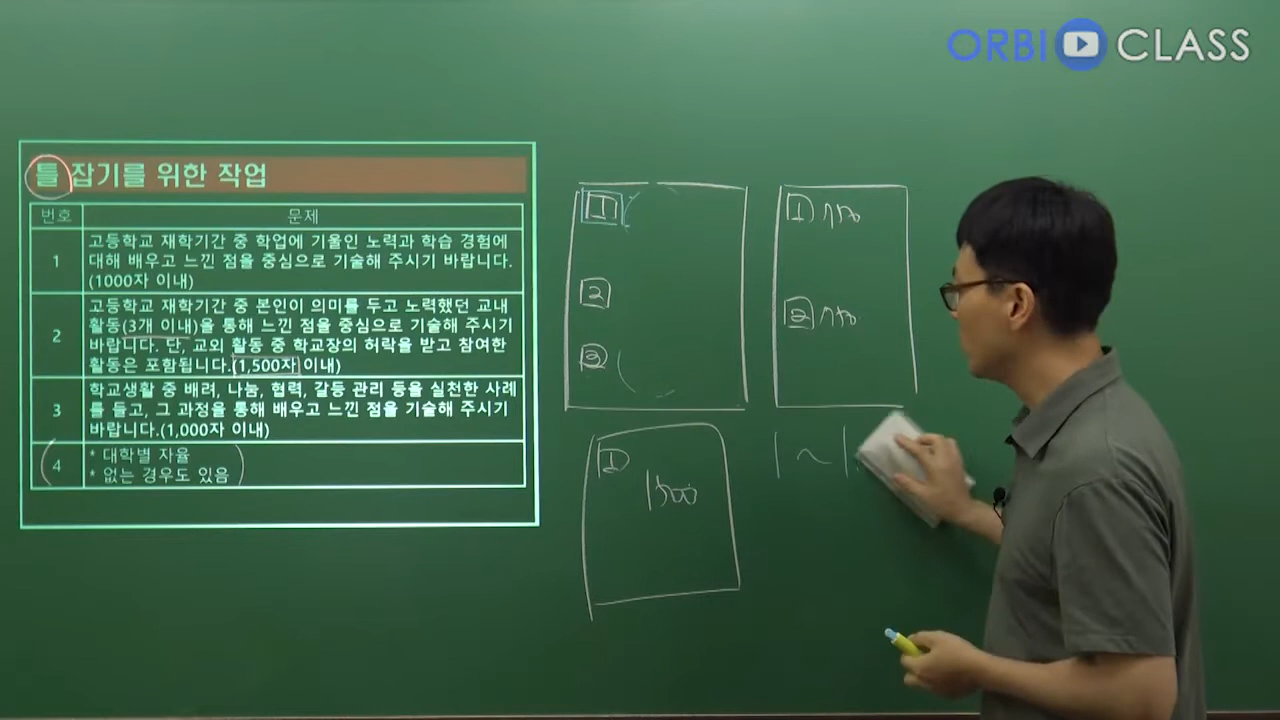 ORBI CLASS
틀 잡기를 위한 작업
번호 문제
1 고등학교 재학기간 중 학업에 기울인 노력과 학습 경험에
대해 배우고 느낀 점을 중심으로 기술해 주시기 바랍니다.
(1000자 이내)
2 고등학교 재학기간 중 본인이 의미를 두고 노력했던 교내
활동(3개 이내)을 통해 느낀 점을 중심으로 기술해 주시기
바랍니다. 단, 교외 활동 중 학교장의 허락을 받고 참여한
활동은 포함됩니다.(1,500자 이내)
3 학교생활 중 배려, 나눔, 협력, 갈등 관리 등을 실천한 사례
를 들고, 그 과정을 통해 배우고 느낀 점을 기술해 주시기
바랍니다.(1,000자 이내)
4 * 대학별 자율
* 없는 경우도 있음
1
2
3
1 750
2 750
1
1500
1~1